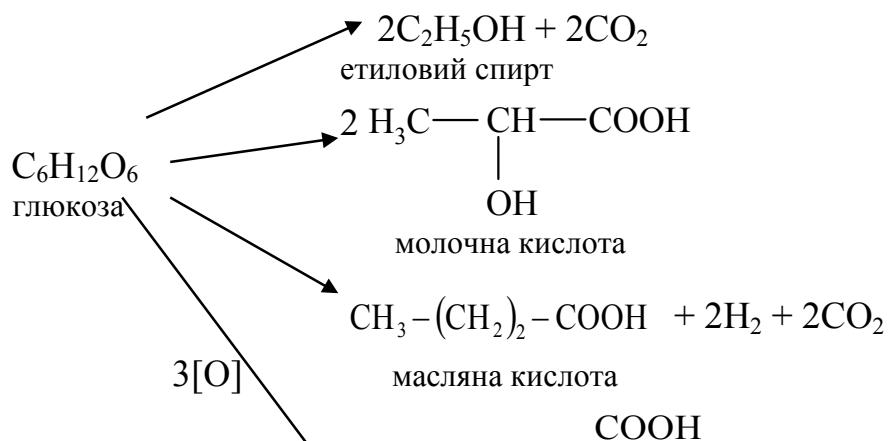 2C₂H₅OH + 2CO₂
етиловий спирт
2 H₃C—CH—COOH
OH
молочна кислота
C₆H₁₂O₆
глюкоза
CH₃–(CH₂)₂–COOH + 2H₂ + 2CO₂
масляна кислота
3[O]
COOH